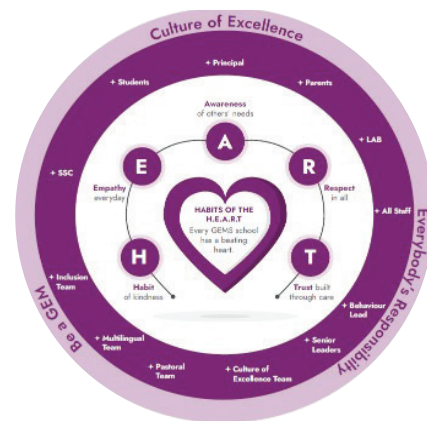 Culture of Excellence
+ Principal
+ Students
+ Parents
+ LAB
+ SSC
+ All Staff
+ Inclusion
Team
+ Behaviour
Lead
+ Multilingual
Team
+ Senior
Leaders
+ Pastoral
Team
+ Culture of
Excellence Team
Be a GEM
Everybody's Responsibilty
Awareness
of others' needs
A
E
R
Empathy
everyday
Respect
in all
HABITS OF THE
H.E.A.R.T
Every GEMS school
has a beating
heart.
H
T
Habit
of kindness
Trust built
through care